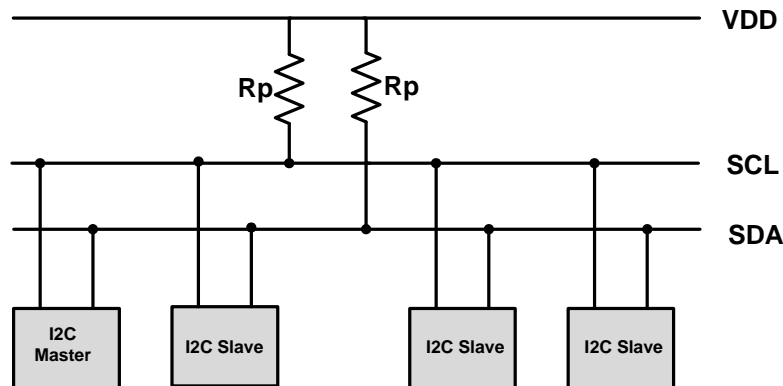 VDD
Rp
Rp
SCL
SDA
I2C
Master
I2C Slave
I2C Slave
I2C Slave